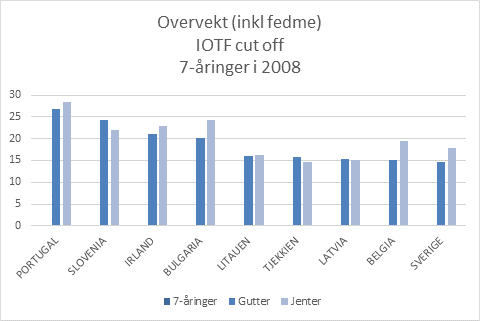 Overvekt (inkl fedme)
IOTF cut off
7-åringer i 2008
30
25
20
15
10
5
0
PORTUGAL
SLOVENIA
IRLAND
BULGARIA
LITAUEN
TJEKKIEN
LATVIA
BELGIA
SVERIGE
7-åringer Gutter Jenter